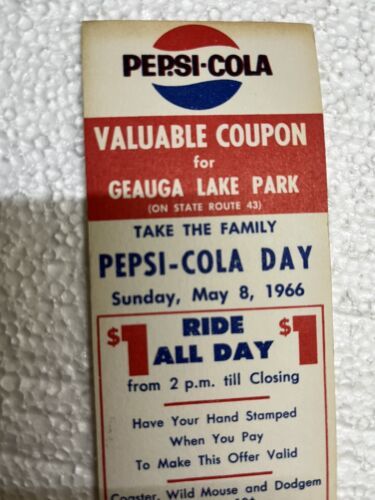 PEPSI-COLA
VALUABLE COUPON
for
GEAUGA LAKE PARK
(ON STATE ROUTE 43)
TAKE THE FAMILY
PEPSI-COLA DAY
Sunday, May 8, 1966
$1 RIDE $1
ALL DAY
from 2 p.m. till Closing
Have Your Hand Stamped
When You Pay
To Make This Offer Valid
Coaster, Wild Mouse and Dodgem